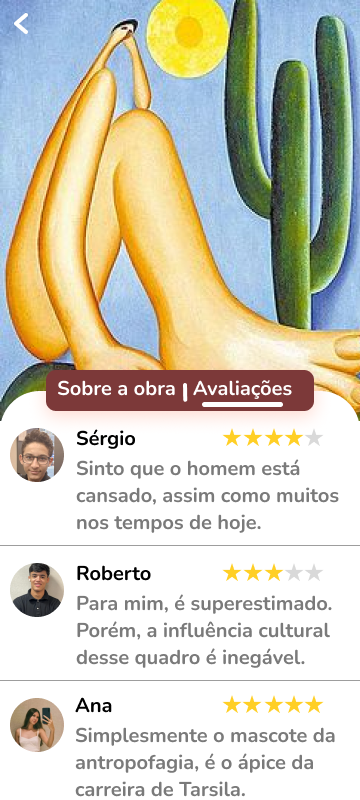 Sobre a obra | Avaliações
Sérgio
Sinto que o homem está
cansado, assim como muitos
nos tempos de hoje.
Roberto
Para mim, é superestimado.
Porém, a influência cultural
desse quadro é inegável.
Ana
Simplesmente o mascote da
antropofagia, é o ápice da
carreira de Tarsila.